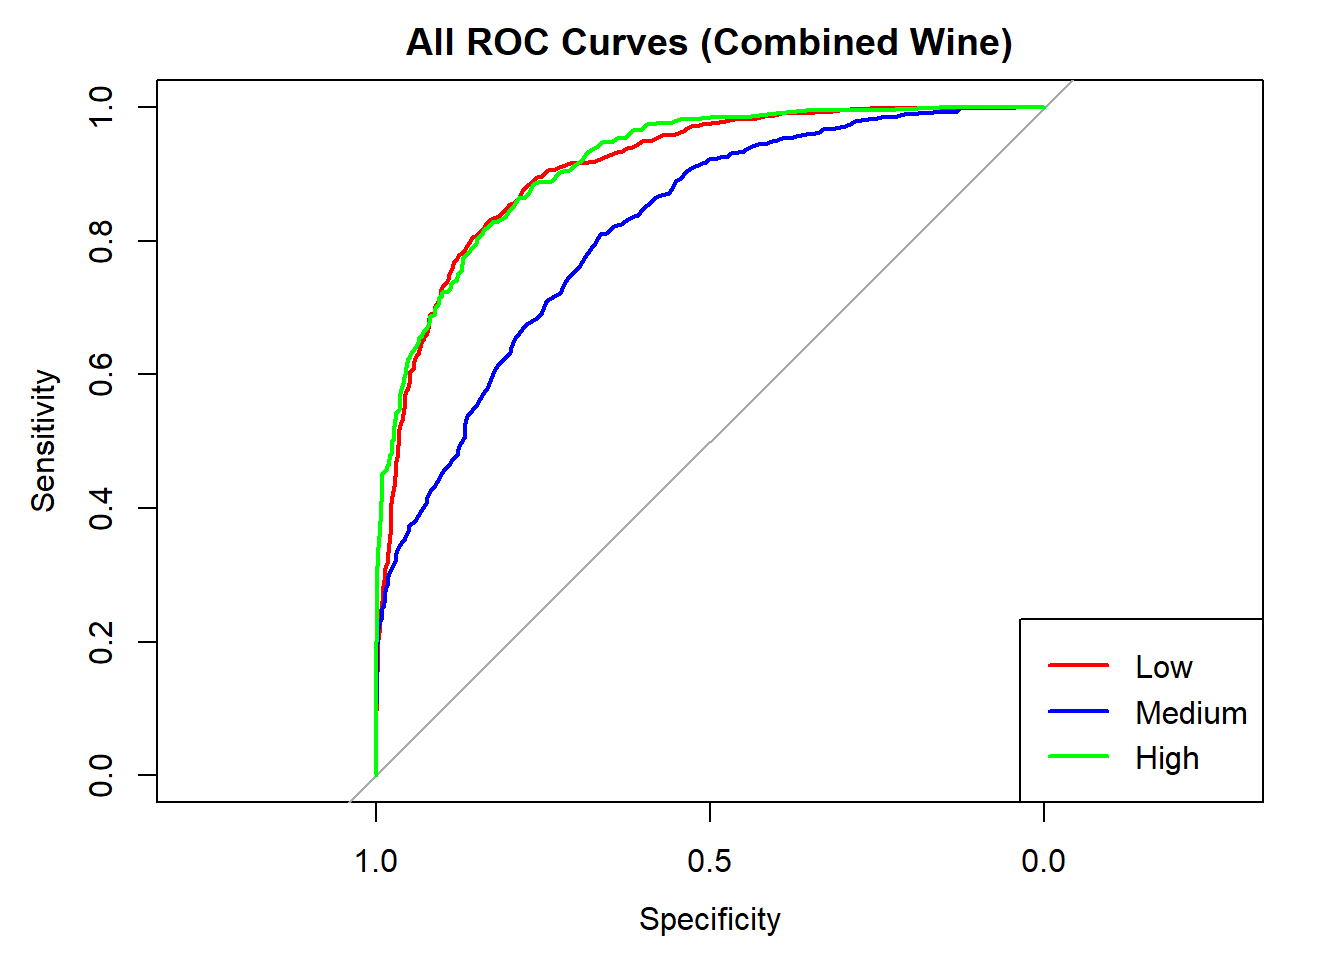 All ROC Curves (Combined Wine)
Sensitivity
1.0
0.8
0.6
0.4
0.2
0.0
1.0 0.5 0.0
Specificity
Low
Medium
High